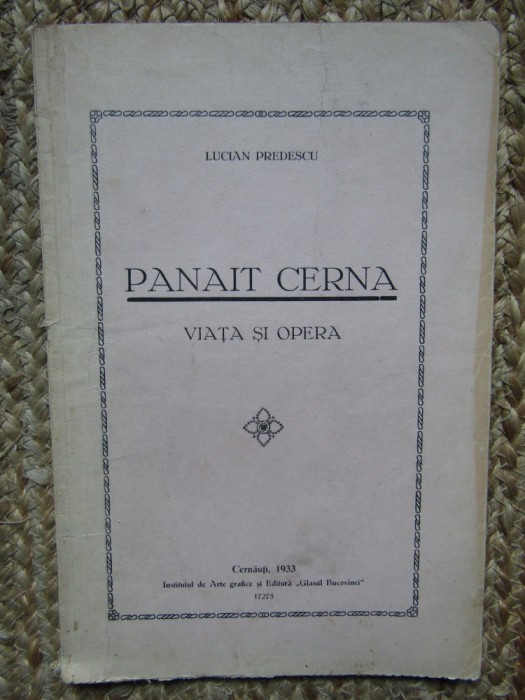 LUCIAN PREDESCU
PANAIT CERNA
VIAȚA ȘI OPERA
Cernăuți, 1933
Institutul de Arte grafice și Editură „Glasul Bucovinei"
17275